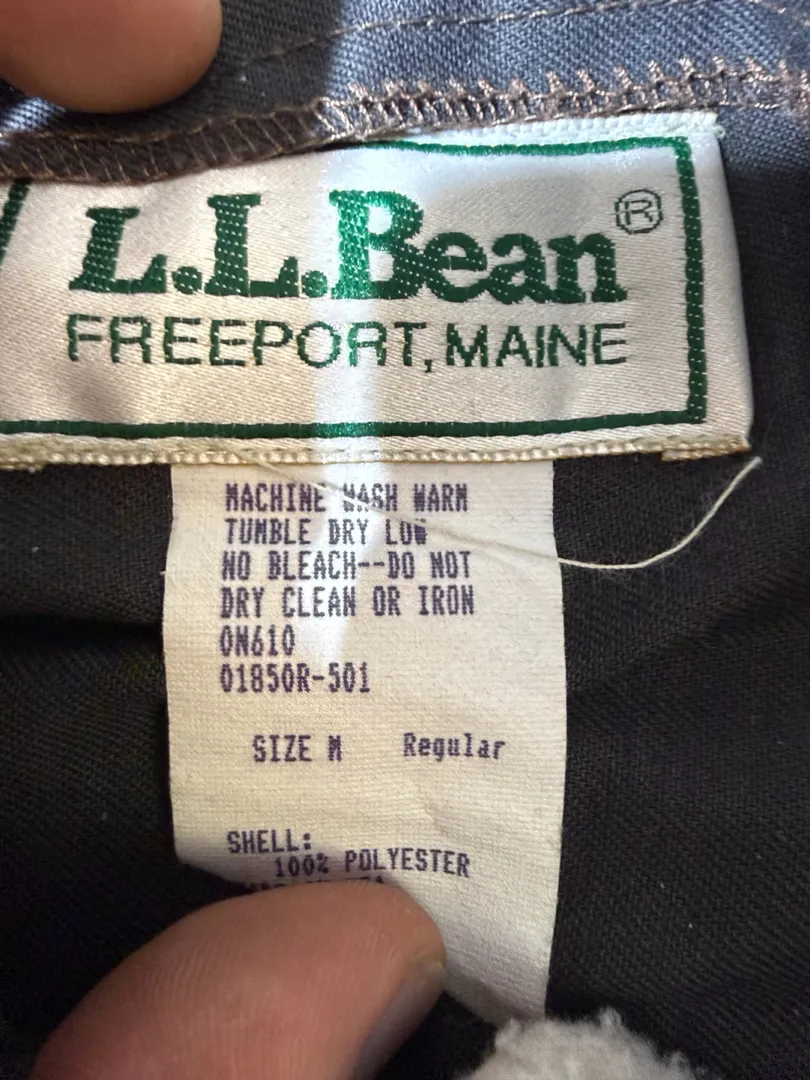 L.L.Bean®
FREEPORT, MAINE
MACHINE WASH WARM
TUMBLE DRY LOW
NO BLEACH--DO NOT
DRY CLEAN OR IRON
0N610
01850R-501
SIZE M Regular
SHELL:
100% POLYESTER